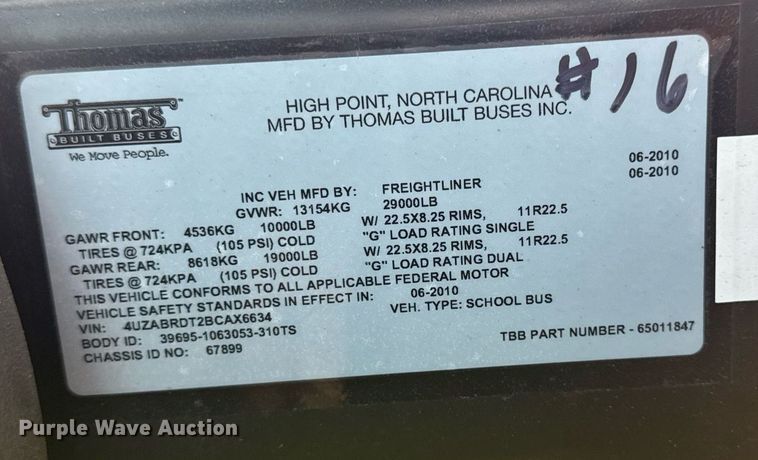 Thomas
BUILT BUSES
We Move People.
HIGH POINT, NORTH CAROLINA
MFD BY THOMAS BUILT BUSES INC.
#16
06-2010
06-2010
INC VEH MFD BY: FREIGHTLINER
GVWR: 13154KG 29000LB
GAWR FRONT: 4536KG 10000LB W/ 22.5X8.25 RIMS, 11R22.5
TIRES @ 724KPA (105 PSI) COLD "G" LOAD RATING SINGLE
GAWR REAR: 8618KG 19000LB W/ 22.5X8.25 RIMS, 11R22.5
TIRES @ 724KPA (105 PSI) COLD "G" LOAD RATING DUAL
THIS VEHICLE CONFORMS TO ALL APPLICABLE FEDERAL MOTOR
VEHICLE SAFETY STANDARDS IN EFFECT IN: 06-2010
VIN: 4UZABRDT2BCAX6634 VEH. TYPE: SCHOOL BUS
BODY ID: 39695-1063053-310TS
CHASSIS ID NO: 67899 TBB PART NUMBER - 65011847
Purple Wave Auction